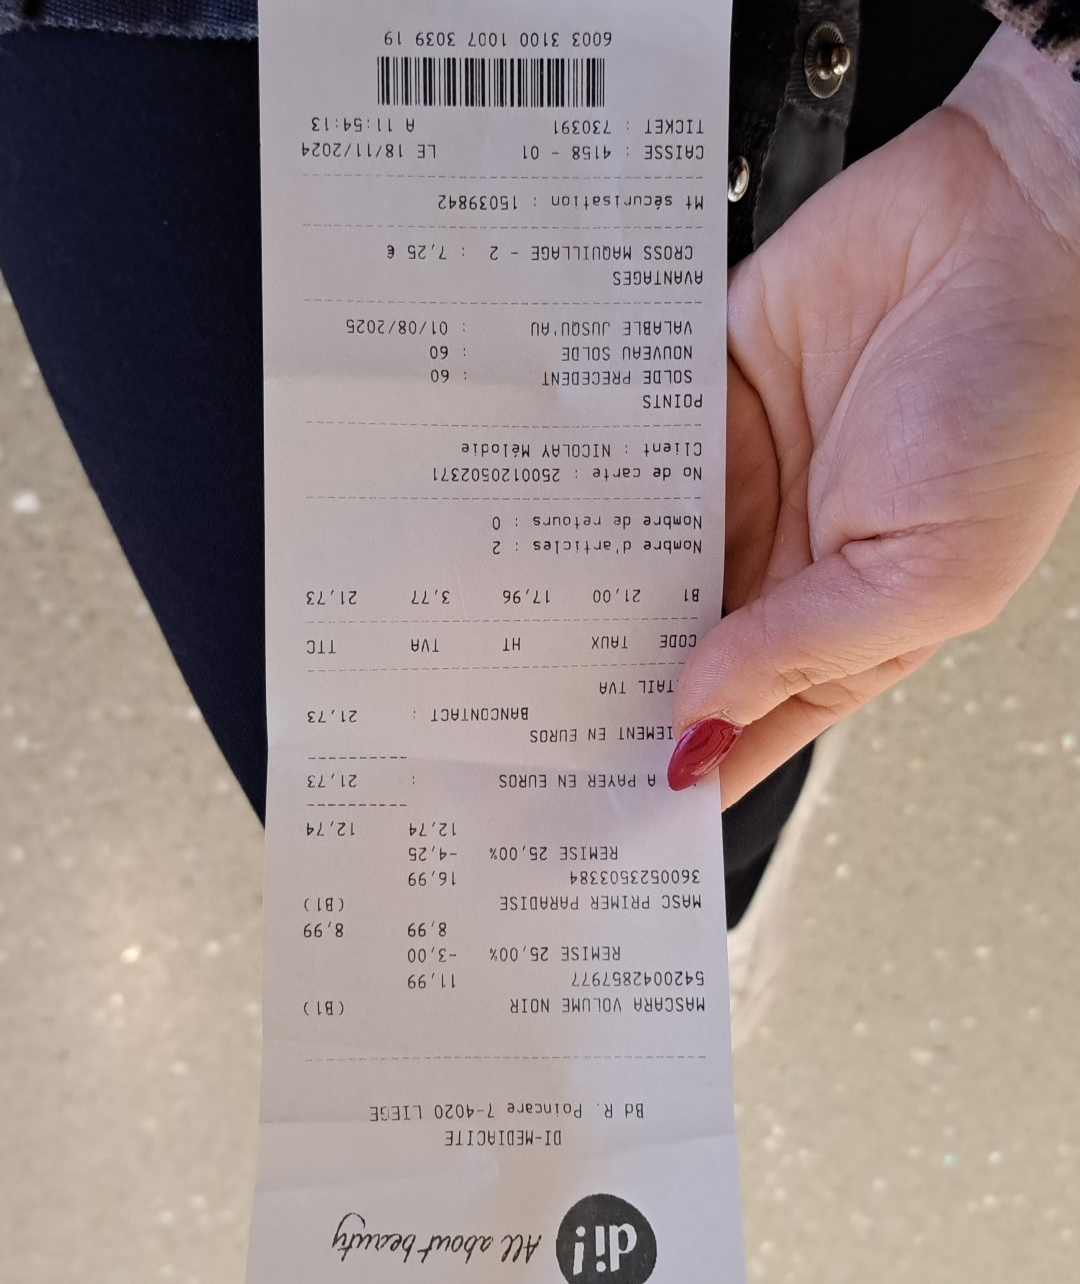 di! All about beauty
DI-MEDIACITE
Bd R. Poincare 7-4020 LIEGE
MASCARA VOLUME NOIR (B1)
5420042857977 11,99
REMISE 25,00% -3,00
8,99 8,99
MASC PRIMER PARADISE (B1)
3600523503384 16,99
REMISE 25,00% -4,25
12,74 12,74
A PAYER EN EUROS : 21,73
IEMENT EN EUROS
BANCONTACT : 21,73
TAIL TVA
CODE TAUX HT TVA TTC
B1 21,00 17,96 3,77 21,73
Nombre d'articles : 2
Nombre de retours : 0
No de carte : 2500120502371
Client : NICOLAY Mélodie
POINTS
SOLDE PRECEDENT : 60
NOUVEAU SOLDE : 60
VALABLE JUSQU'AU : 01/08/2025
AVANTAGES
CROSS MAQUILLAGE - 2 : 7,25 €
Mt sécurisation : 15039842
CAISSE : 4158 - 01 LE 18/11/2024
TICKET : 730391 A 11:54:13
6003 3100 1007 3039 19